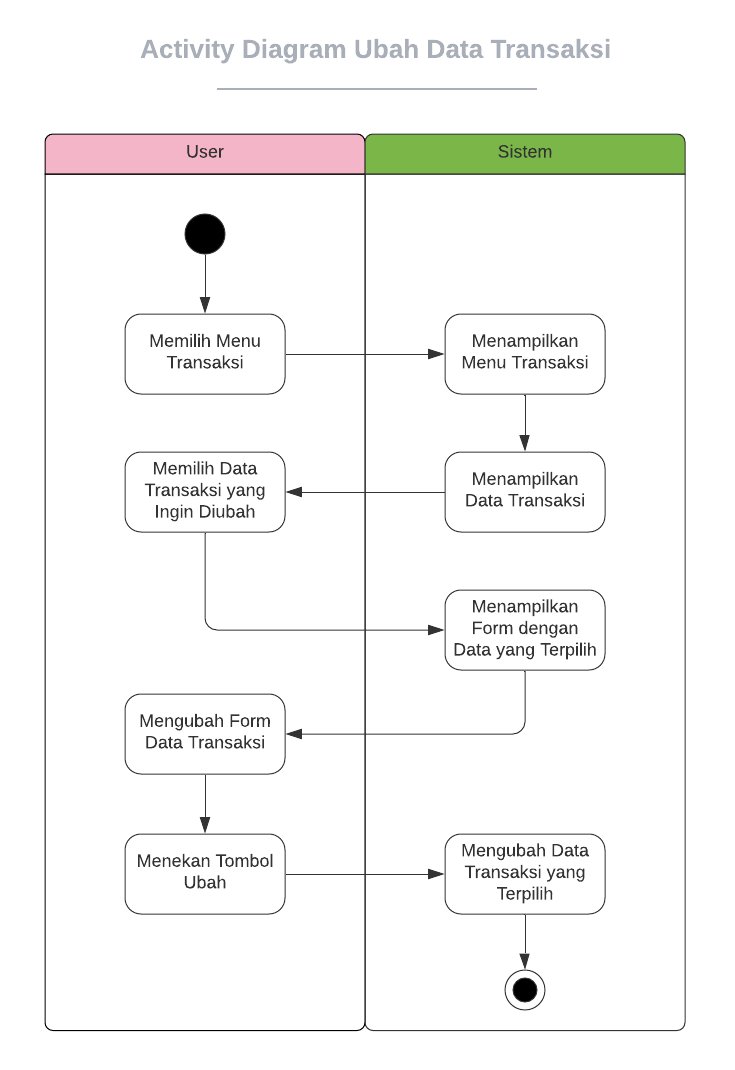 Activity Diagram Ubah Data Transaksi
User
Sistem
Memilih Menu
Transaksi
Menampilkan
Menu Transaksi
Menampilkan
Data Transaksi
Memilih Data
Transaksi yang
Ingin Diubah
Menampilkan
Form dengan
Data yang Terpilih
Mengubah Form
Data Transaksi
Menekan Tombol
Ubah
Mengubah Data
Transaksi yang
Terpilih